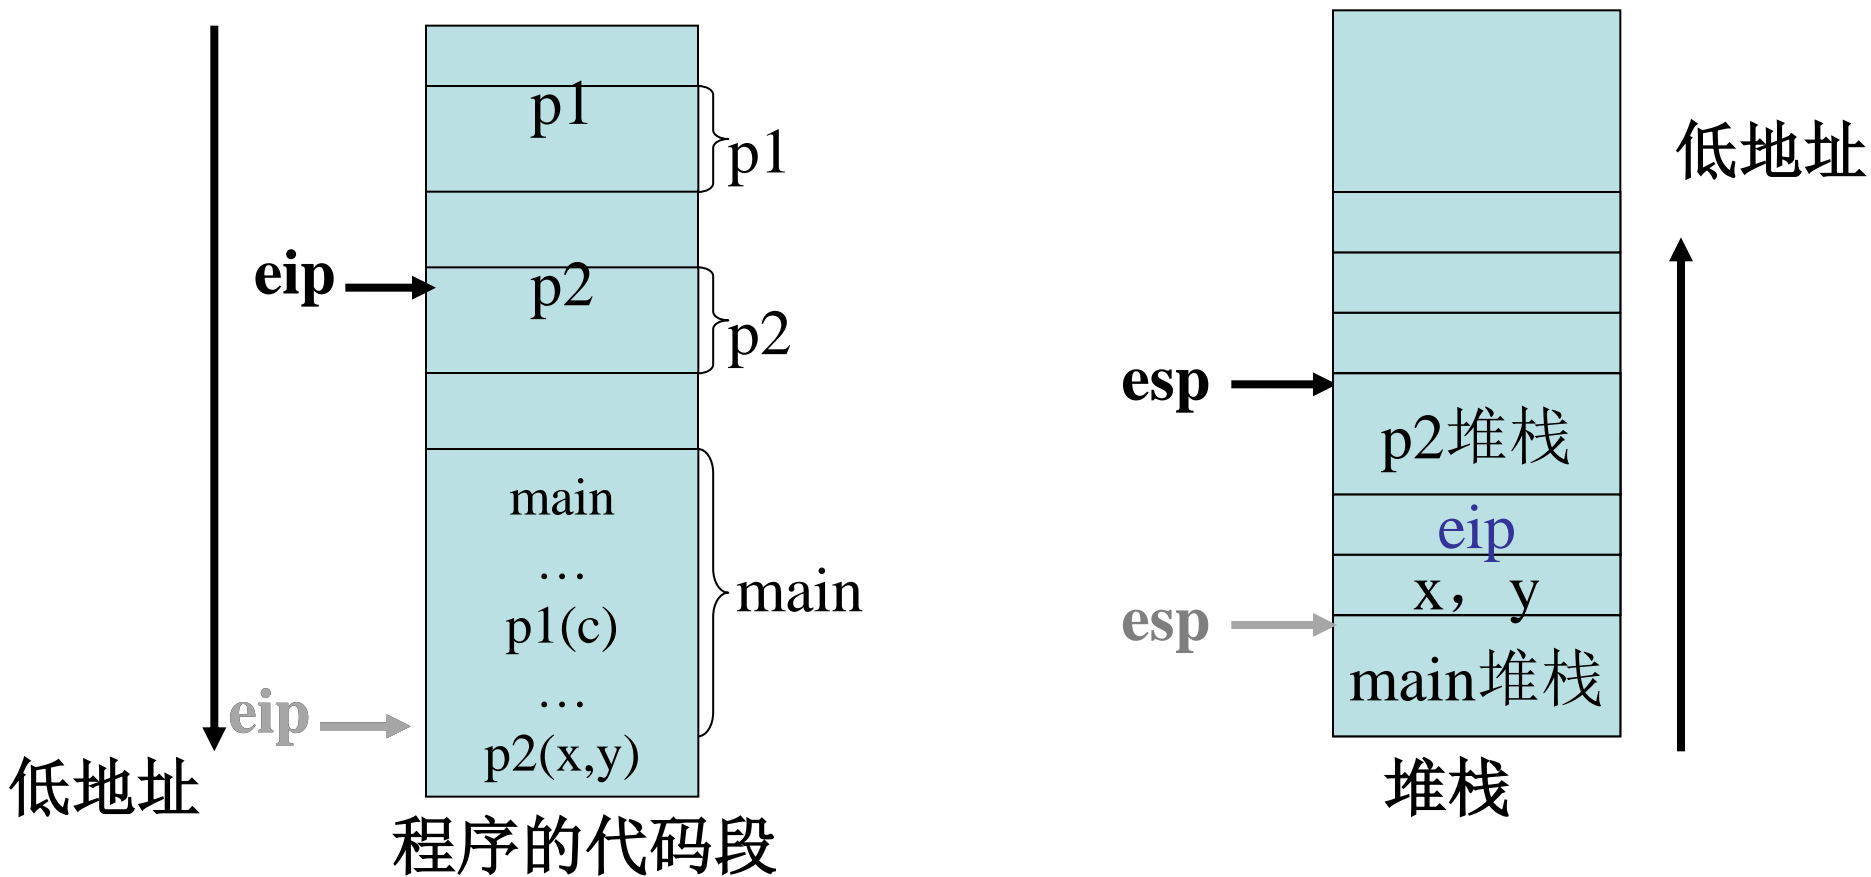 p1
p1
eip
p2
p2
main
…
p1(c)
…
p2(x,y)
main
eip
低地址
程序的代码段
低地址
esp
p2堆栈
eip
x，y
esp
main堆栈
堆栈